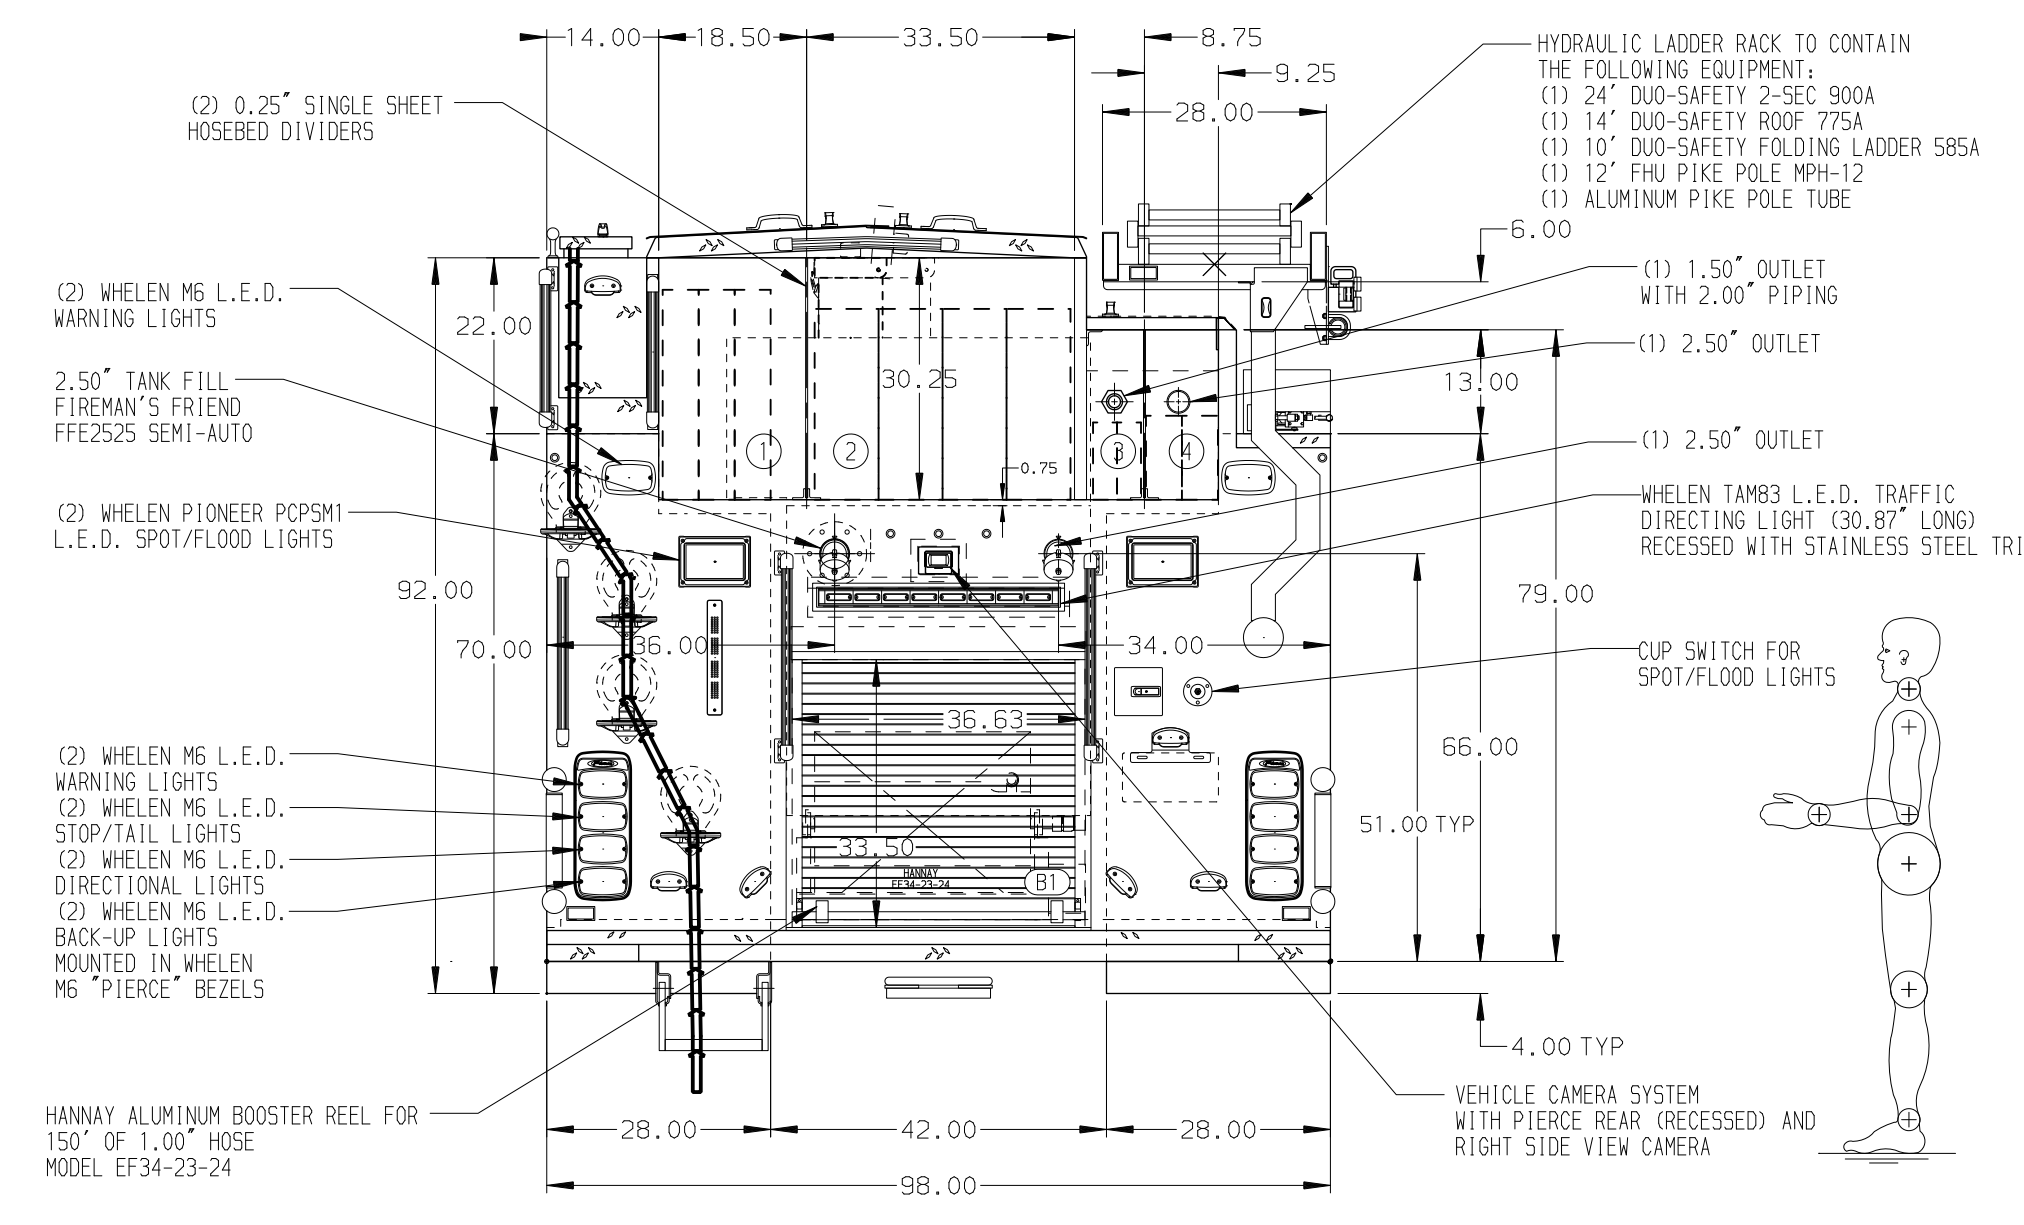 14.00
18.50
33.50
8.75
9.25
28.00
HYDRAULIC LADDER RACK TO CONTAIN
THE FOLLOWING EQUIPMENT:
(1) 24' DUO-SAFETY 2-SEC 900A
(1) 14' DUO-SAFETY ROOF 775A
(1) 10' DUO-SAFETY FOLDING LADDER 585A
(1) 12' FHU PIKE POLE MPH-12
(1) ALUMINUM PIKE POLE TUBE
(2) 0.25" SINGLE SHEET
HOSEBED DIVIDERS
6.00
(1) 1.50" OUTLET
WITH 2.00" PIPING
(2) WHELEN M6 L.E.D.
WARNING LIGHTS
22.00
(1) 2.50" OUTLET
2.50" TANK FILL
FIREMAN'S FRIEND
FFE2525 SEMI-AUTO
30.25
13.00
1
2
3
4
(1) 2.50" OUTLET
0.75
WHELEN TAM83 L.E.D. TRAFFIC
DIRECTING LIGHT (30.87" LONG)
RECESSED WITH STAINLESS STEEL TRI
(2) WHELEN PIONEER PCPSM1
L.E.D. SPOT/FLOOD LIGHTS
92.00
79.00
70.00
36.00
34.00
CUP SWITCH FOR
SPOT/FLOOD LIGHTS
36.63
66.00
(2) WHELEN M6 L.E.D.
WARNING LIGHTS
(2) WHELEN M6 L.E.D.
STOP/TAIL LIGHTS
(2) WHELEN M6 L.E.D.
DIRECTIONAL LIGHTS
(2) WHELEN M6 L.E.D.
BACK-UP LIGHTS
MOUNTED IN WHELEN
M6 "PIERCE" BEZELS
51.00 TYP
33.50
HANNAY
EF34-23-24
B1
4.00 TYP
HANNAY ALUMINUM BOOSTER REEL FOR
150' OF 1.00" HOSE
MODEL EF34-23-24
VEHICLE CAMERA SYSTEM
WITH PIERCE REAR (RECESSED) AND
RIGHT SIDE VIEW CAMERA
28.00
42.00
28.00
98.00